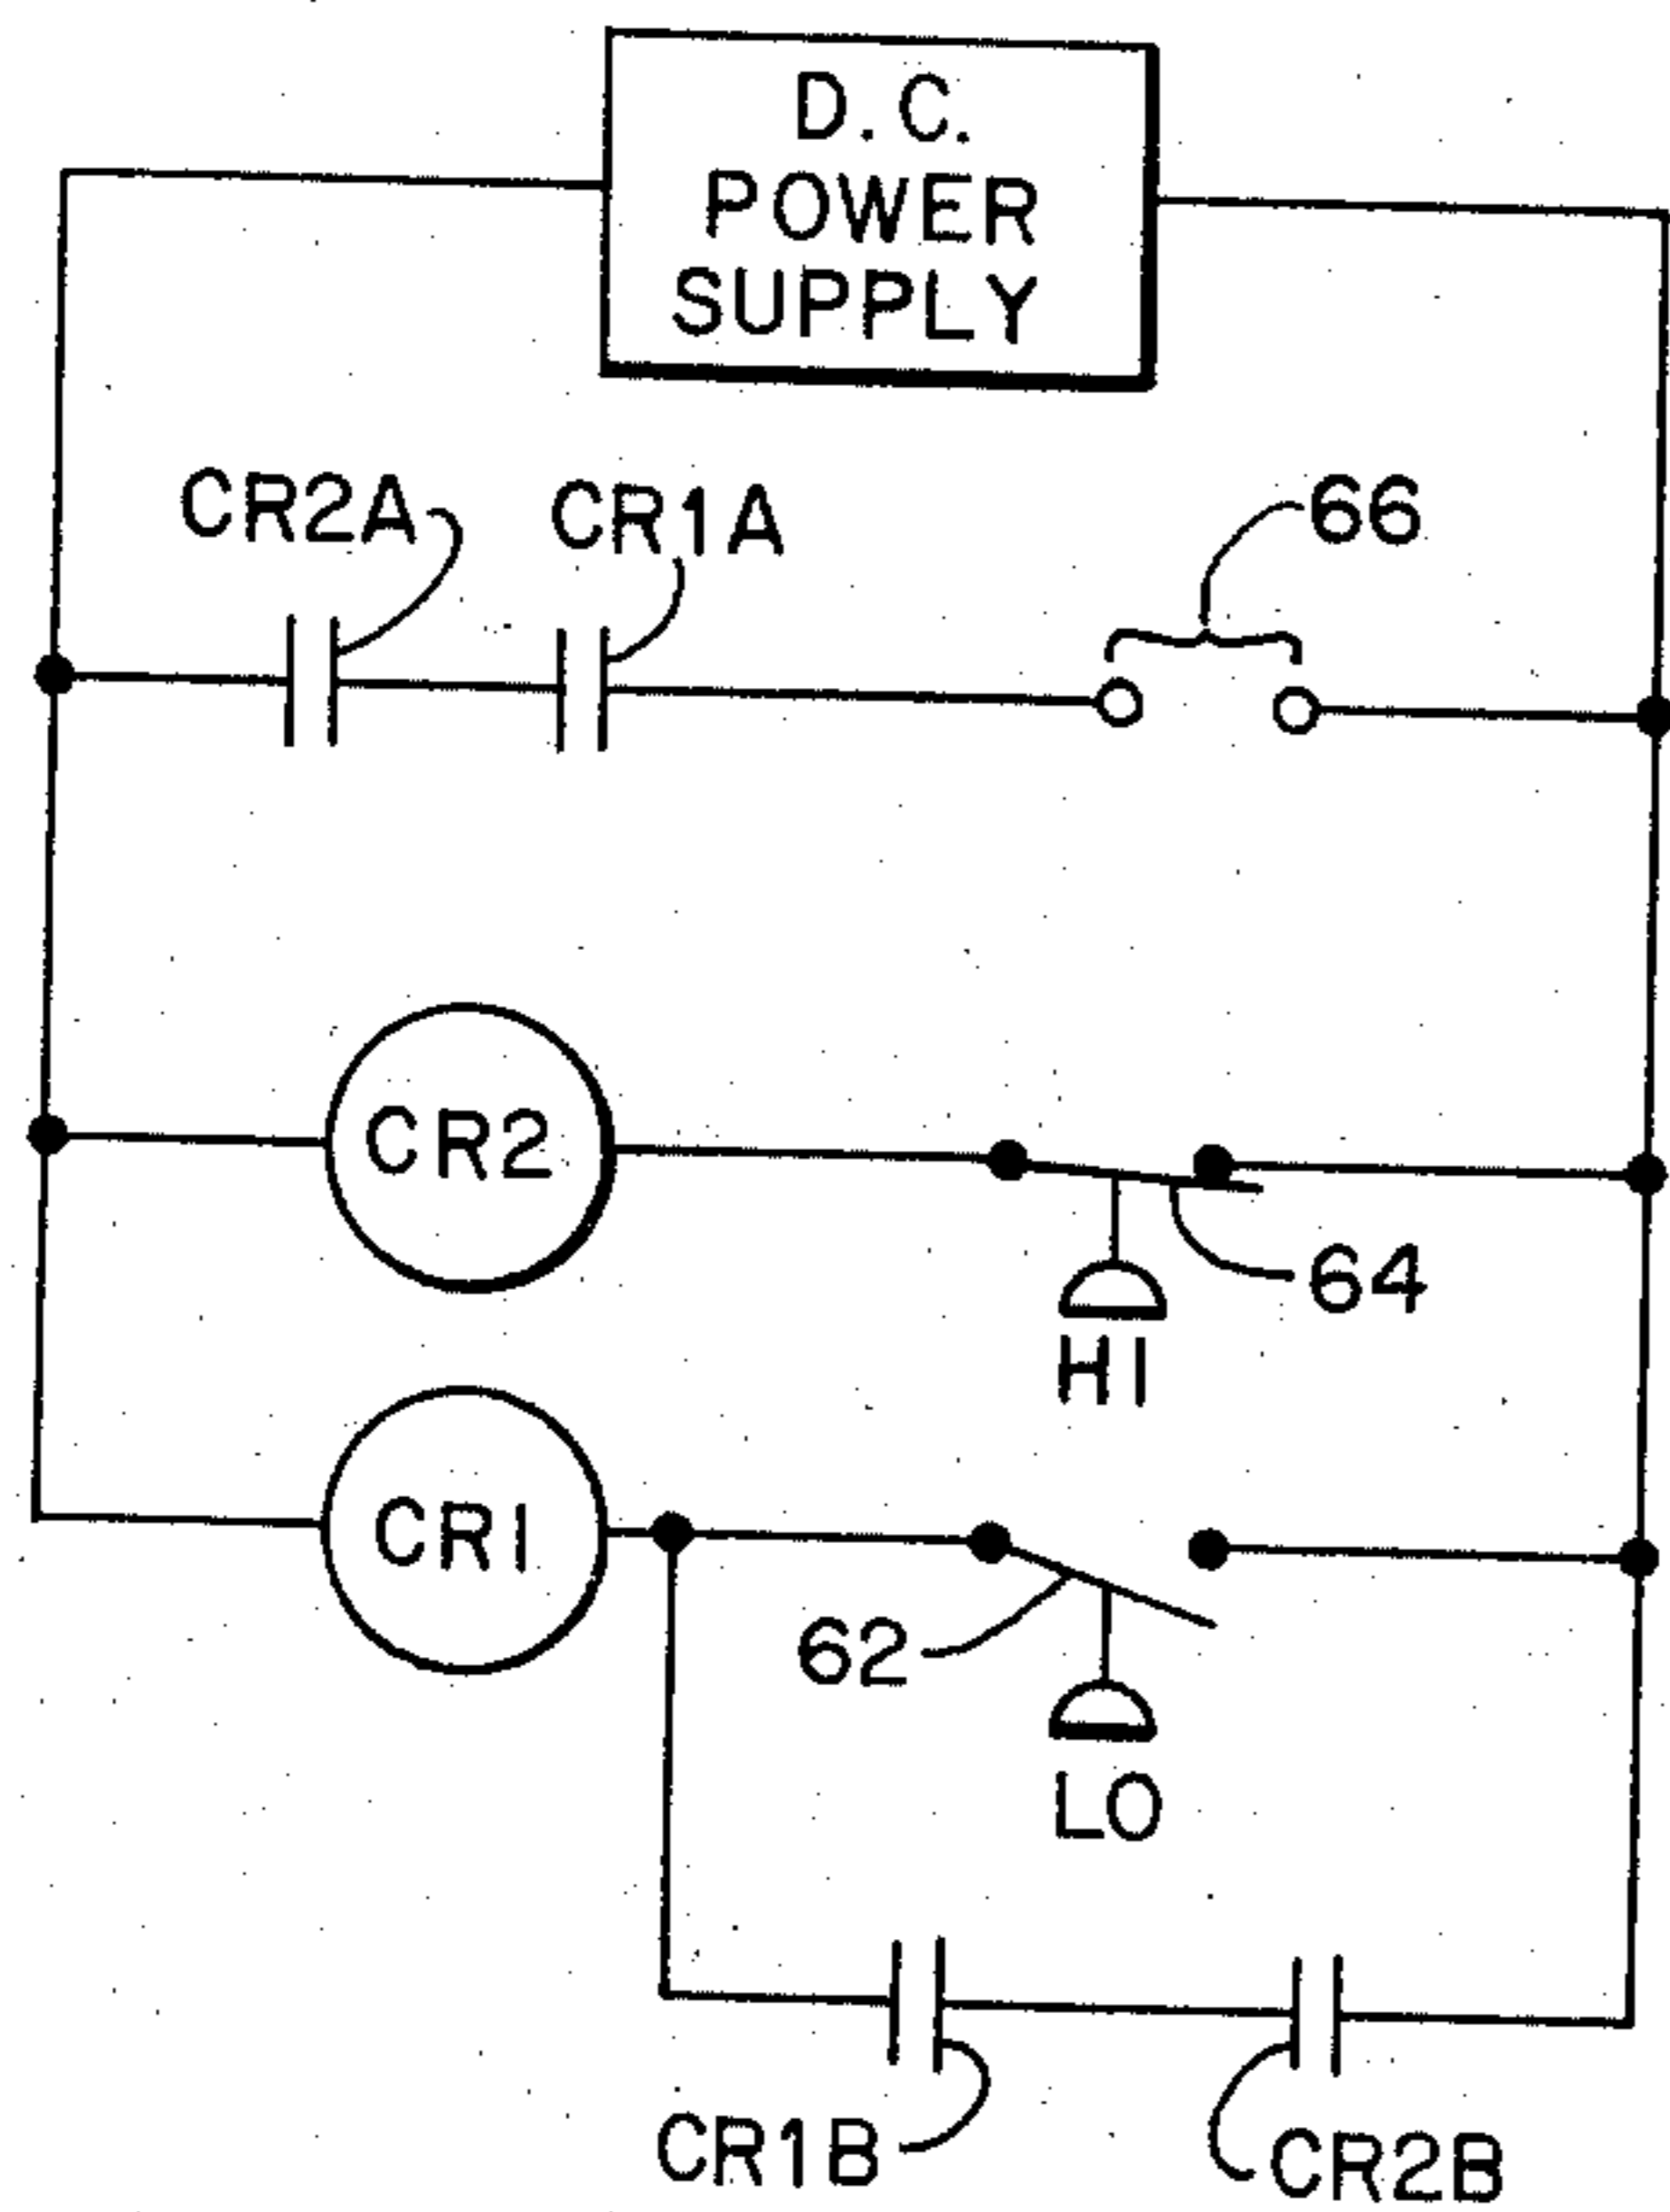 D.C.
POWER
SUPPLY
CR2A
CR1A
66
CR2
64
HI
CR1
62
LO
CR1B
CR2B